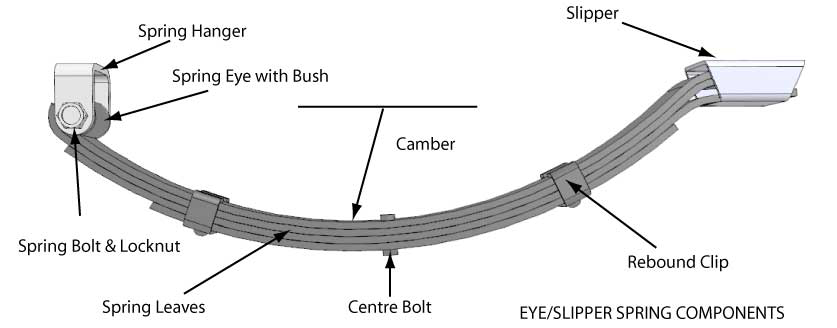 Slipper
Spring Hanger
Spring Eye with Bush
Camber
Spring Bolt & Locknut
Rebound Clip
Spring Leaves
Centre Bolt
EYE/SLIPPER SPRING COMPONENTS